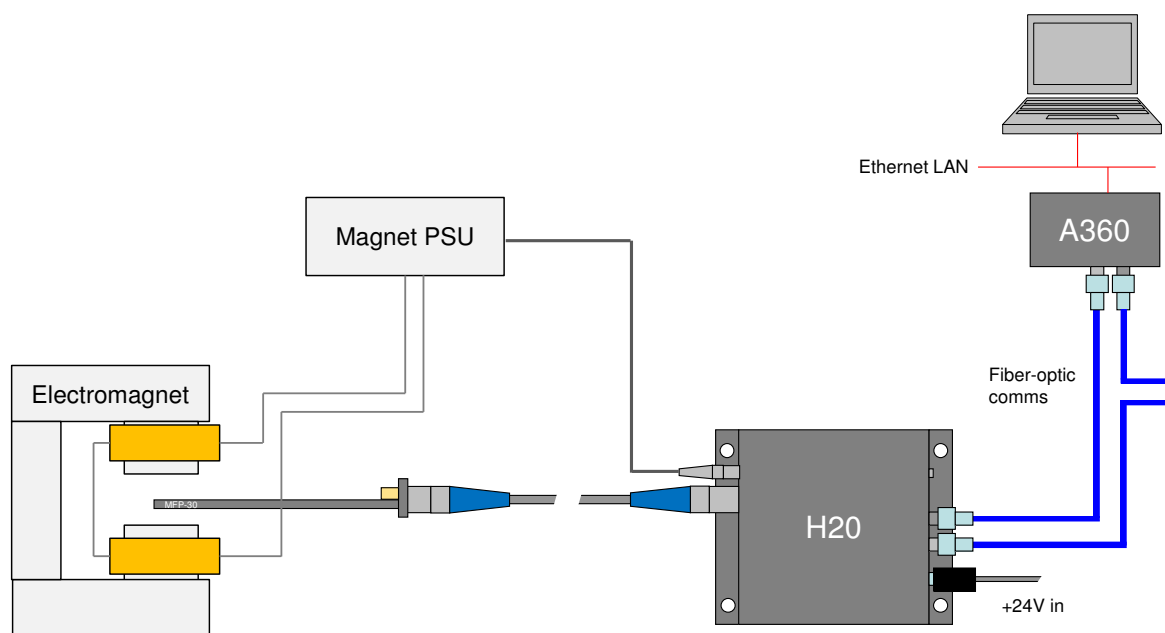 Ethernet LAN
A360
Magnet PSU
Fiber-optic
comms
Electromagnet
MFP-30
H20
+24V in